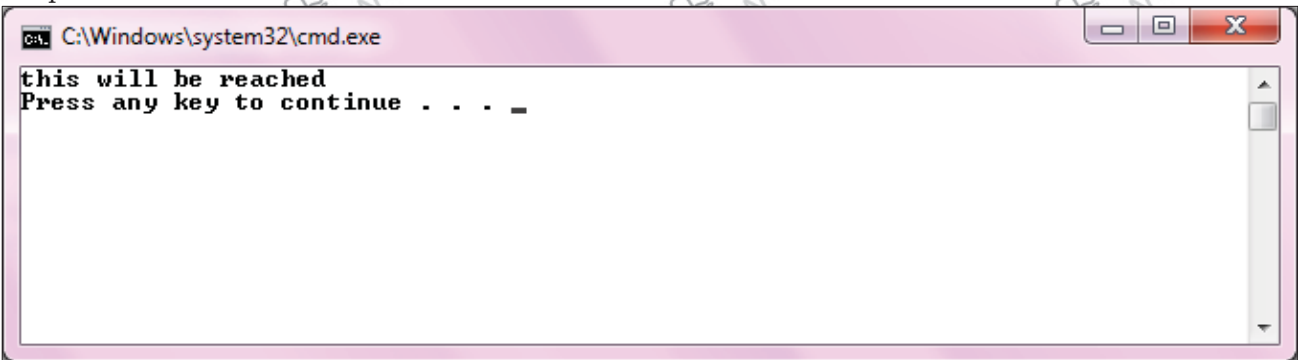 C:\Windows\system32\cmd.exe
this will be reached
Press any key to continue . . . _